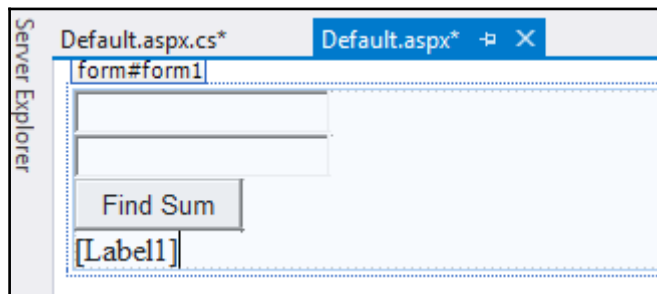 Server Explorer
Default.aspx.cs*
Default.aspx*
form#form1
Find Sum
[Label1]